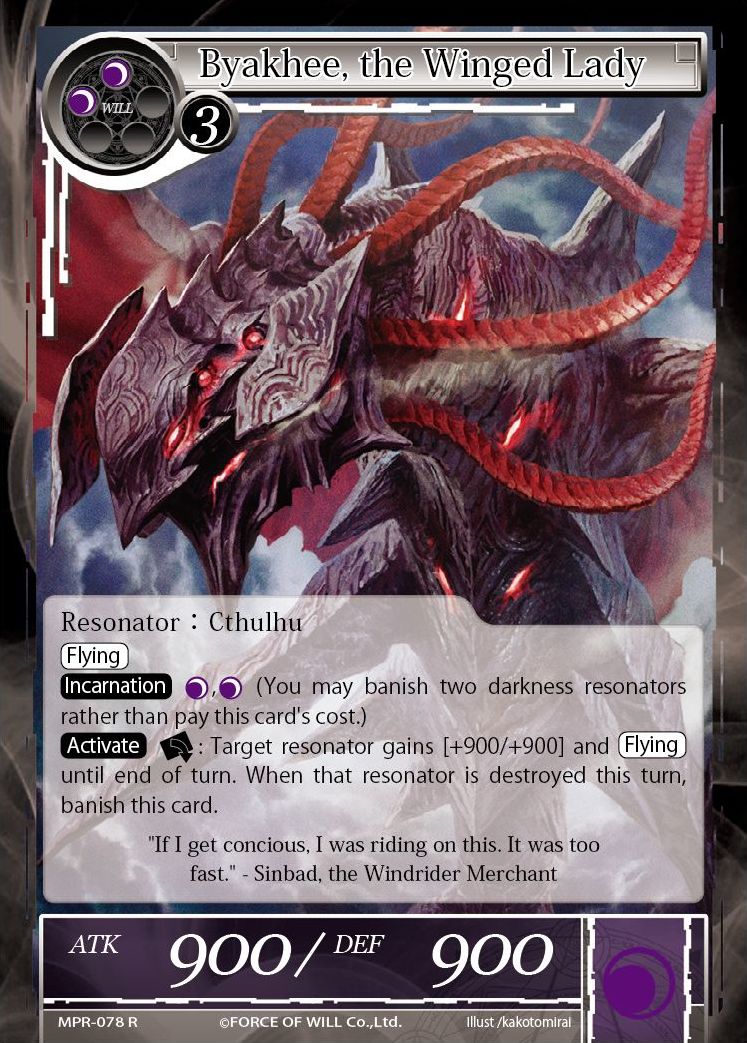 Byakhee, the Winged Lady
WILL
3
Resonator : Cthulhu
Flying
Incarnation , (You may banish two darkness resonators
rather than pay this card's cost.)
Activate : Target resonator gains [+900/+900] and Flying
until end of turn. When that resonator is destroyed this turn,
banish this card.
"If I get concious, I was riding on this. It was too
fast." - Sinbad, the Windrider Merchant
ATK 900 / DEF 900
MPR-078 R ©FORCE OF WILL Co.,Ltd. Illust /kakotomirai